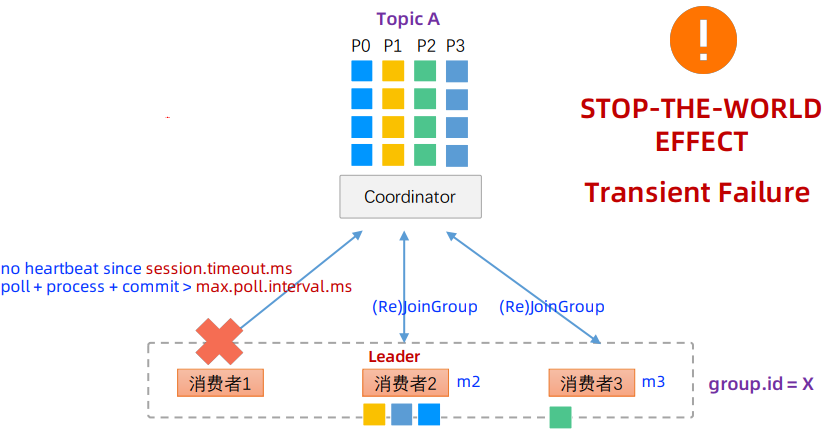 Topic A
P0 P1 P2 P3
!
STOP-THE-WORLD
EFFECT
Transient Failure
Coordinator
no heartbeat since session.timeout.ms
poll + process + commit > max.poll.interval.ms
(Re)JoinGroup
(Re)JoinGroup
Leader
消费者1
消费者2
m2
消费者3
m3
group.id = X